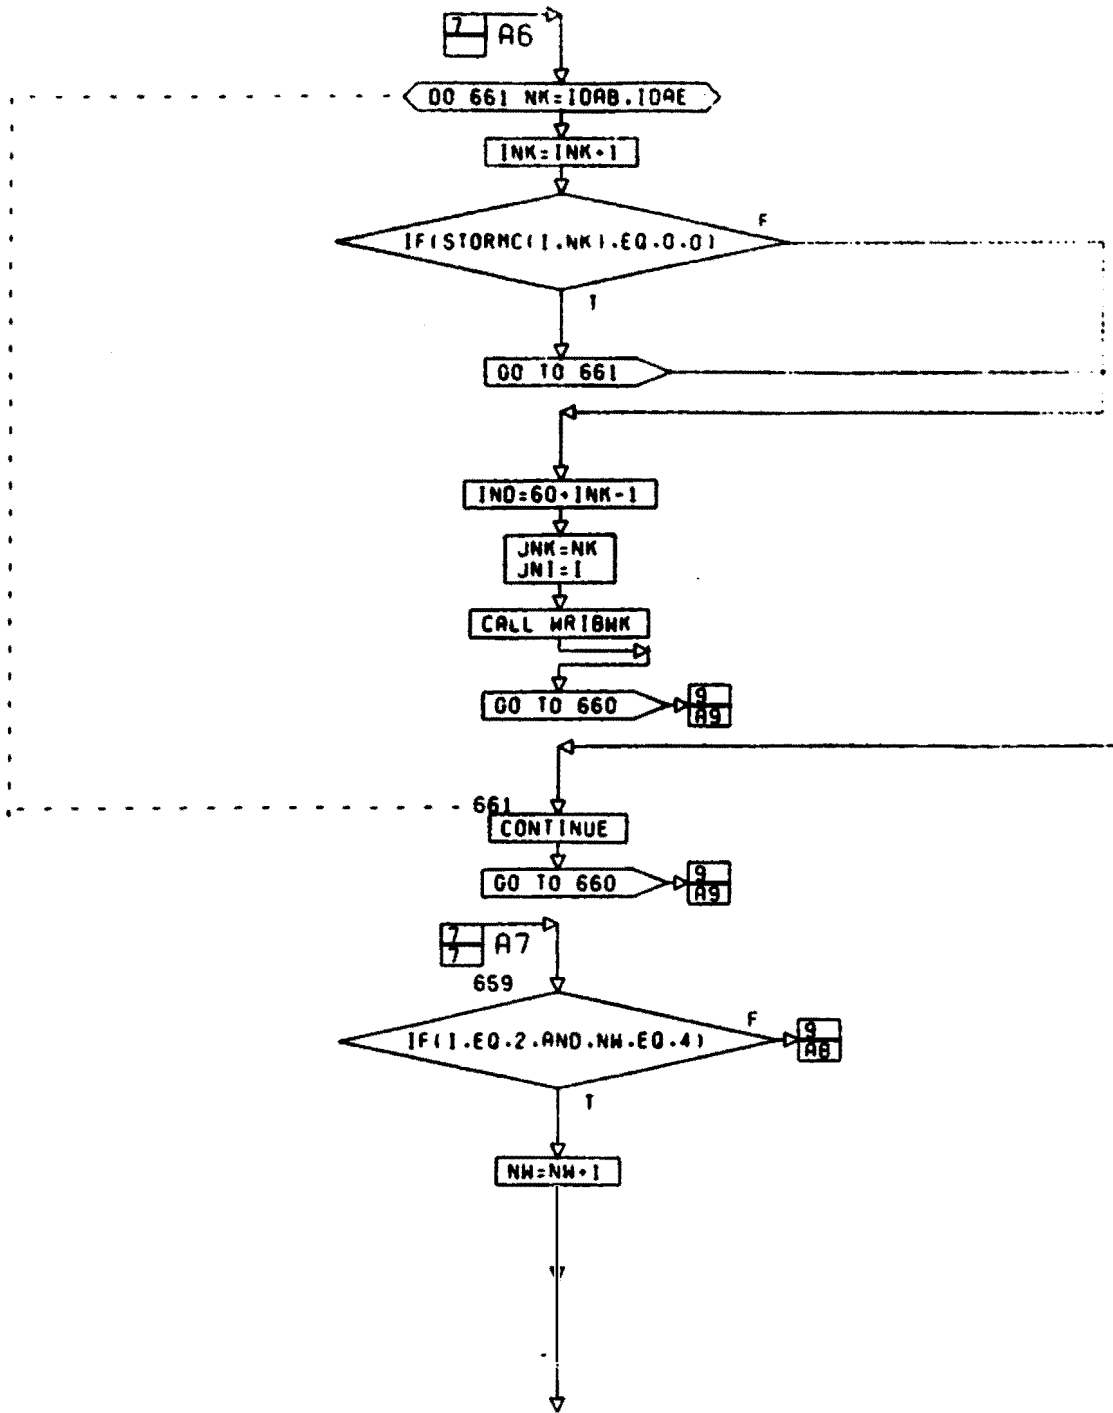 7 A6
DO 661 NK=IDAB.IDAE
INK=INK+1
F
IF(STORMC(I.NK).EQ.0.0)
T
GO TO 661
IND=60+INK-1
JNK=NK
JNI=I
CALL WRIBWK
GO TO 660
9
A9
661
CONTINUE
GO TO 660
9
A9
7
7
A7
659
F
IF(I.EQ.2.AND.NW.EQ.4)
9
A8
T
NW=NW+1